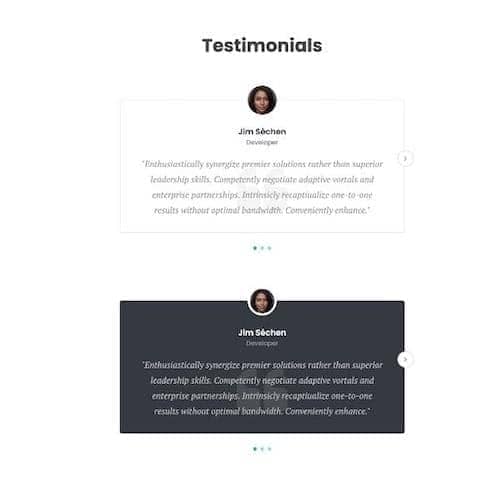 Testimonials
Jim Séchen
Developer
"Enthusiastically synergize premier solutions rather than superior
leadership skills. Competently negotiate adaptive vortals and
enterprise partnerships. Intrinsicly recaptiualize one-to-one
results without optimal bandwidth. Conveniently enhance."
Jim Séchen
Developer
"Enthusiastically synergize premier solutions rather than superior
leadership skills. Competently negotiate adaptive vortals and
enterprise partnerships. Intrinsicly recaptiualize one-to-one
results without optimal bandwidth. Conveniently enhance."